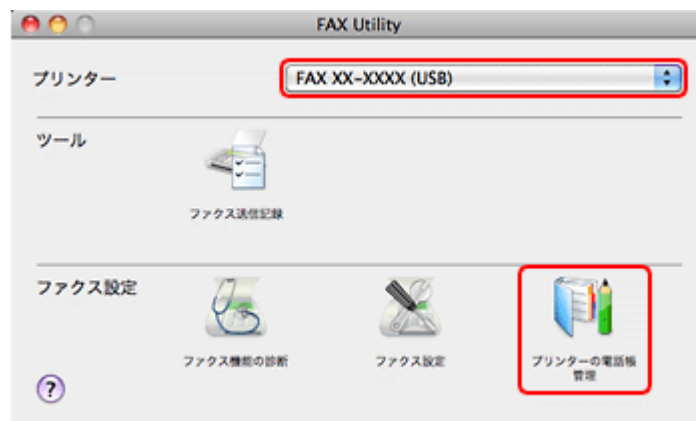 FAX Utility
プリンター
FAX XX-XXXX (USB)
ツール
ファクス送信記録
ファクス設定
ファクス機能の診断
ファクス設定
プリンターの電話帳
管理
?